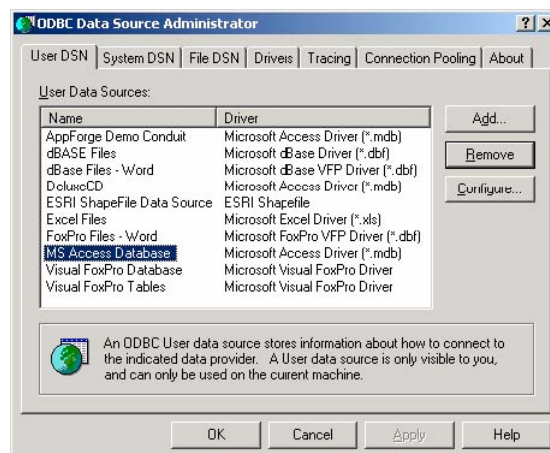 ODBC Data Source Administrator
User DSN System DSN File DSN Drivers Tracing Connection Pooling About
User Data Sources:
Name Driver
AppForge Demo Conduit Microsoft Access Driver (*.mdb)
dBASE Files Microsoft dBase Driver (*.dbf)
dBase Files - Word Microsoft dBase VFP Driver (*.dbf)
DeluxeCD Microsoft Access Driver (*.mdb)
ESRI ShapeFile Data Source ESRI Shapefile
Excel Files Microsoft Excel Driver (*.xls)
FoxPro Files - Word Microsoft FoxPro VFP Driver (*.dbf)
MS Access Database Microsoft Access Driver (*.mdb)
Visual FoxPro Database Microsoft Visual FoxPro Driver
Visual FoxPro Tables Microsoft Visual FoxPro Driver
Add...
Remove
Configure...
An ODBC User data source stores information about how to connect to
the indicated data provider. A User data source is only visible to you,
and can only be used on the current machine.
OK Cancel Apply Help